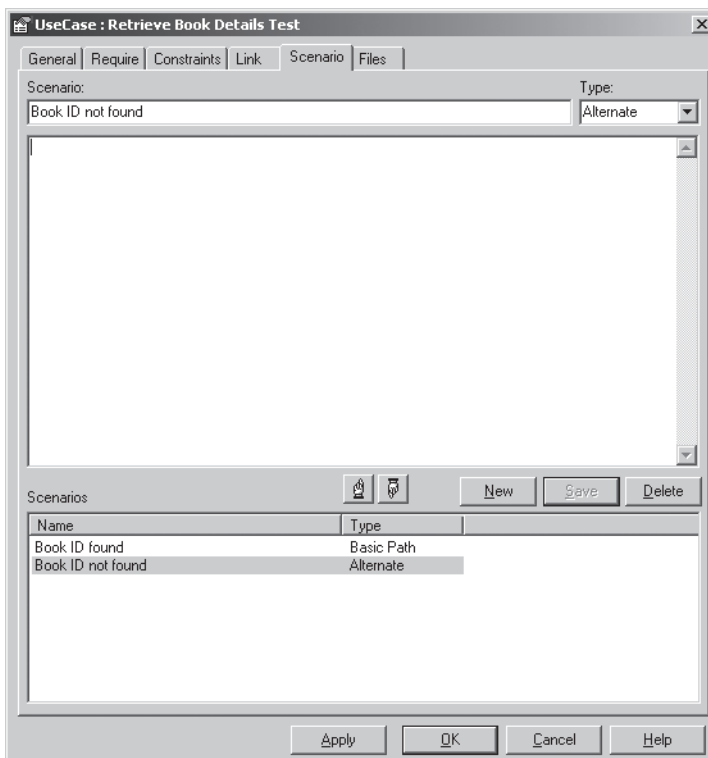 UseCase : Retrieve Book Details Test
General Require Constraints Link Scenario Files
Scenario: Type:
Book ID not found Alternate
Scenarios New Save Delete
Name Type
Book ID found Basic Path
Book ID not found Alternate
Apply OK Cancel Help